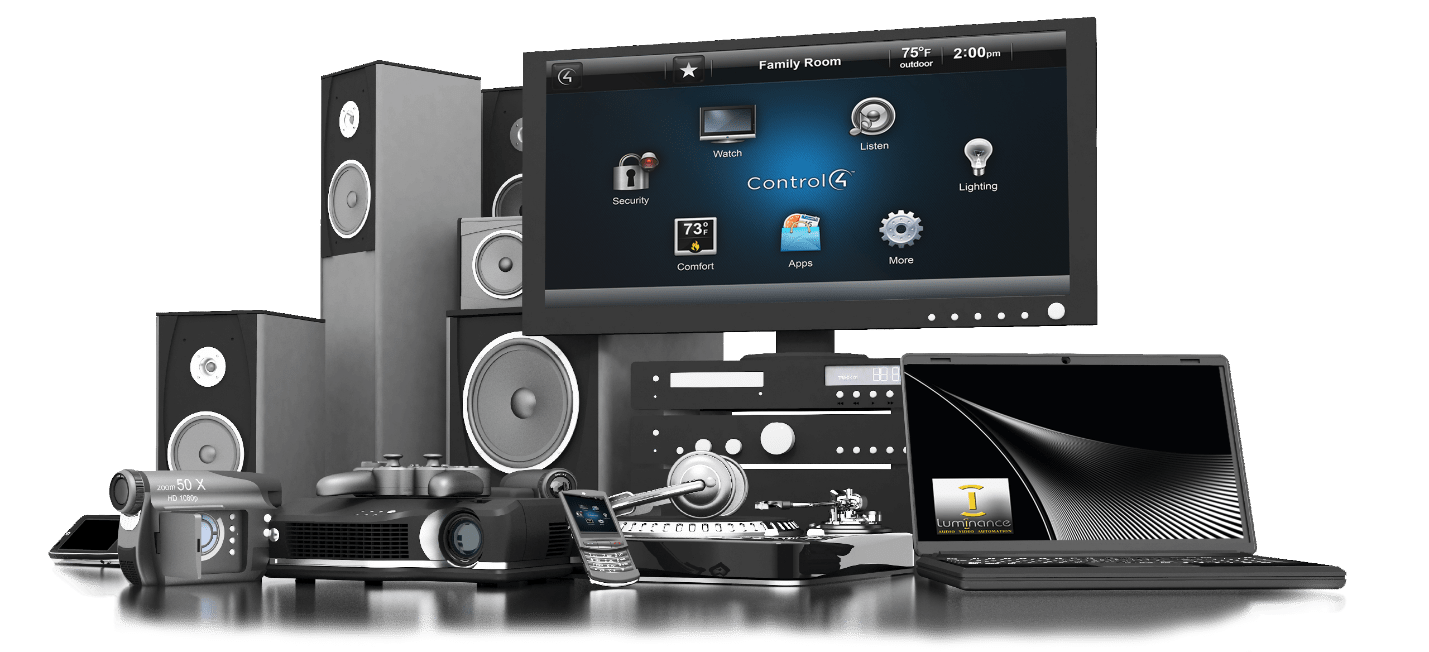 Family Room
75°F
outdoor
2:00pm
Watch
Listen
Security
Lighting
Control4
73°F
Comfort
Apps
More
zoom 50 X
HD 1080p
Luminance
AUDIO VIDEO AUTOMATION